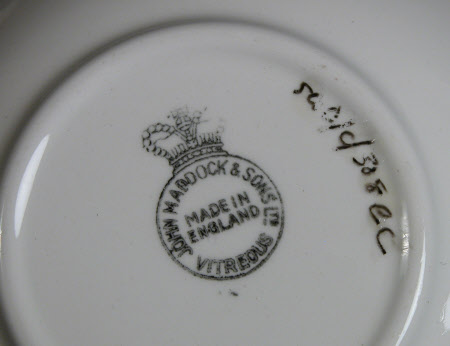 JOHN MADDOCK & SONS LTD
MADE IN
ENGLAND
VITREOUS